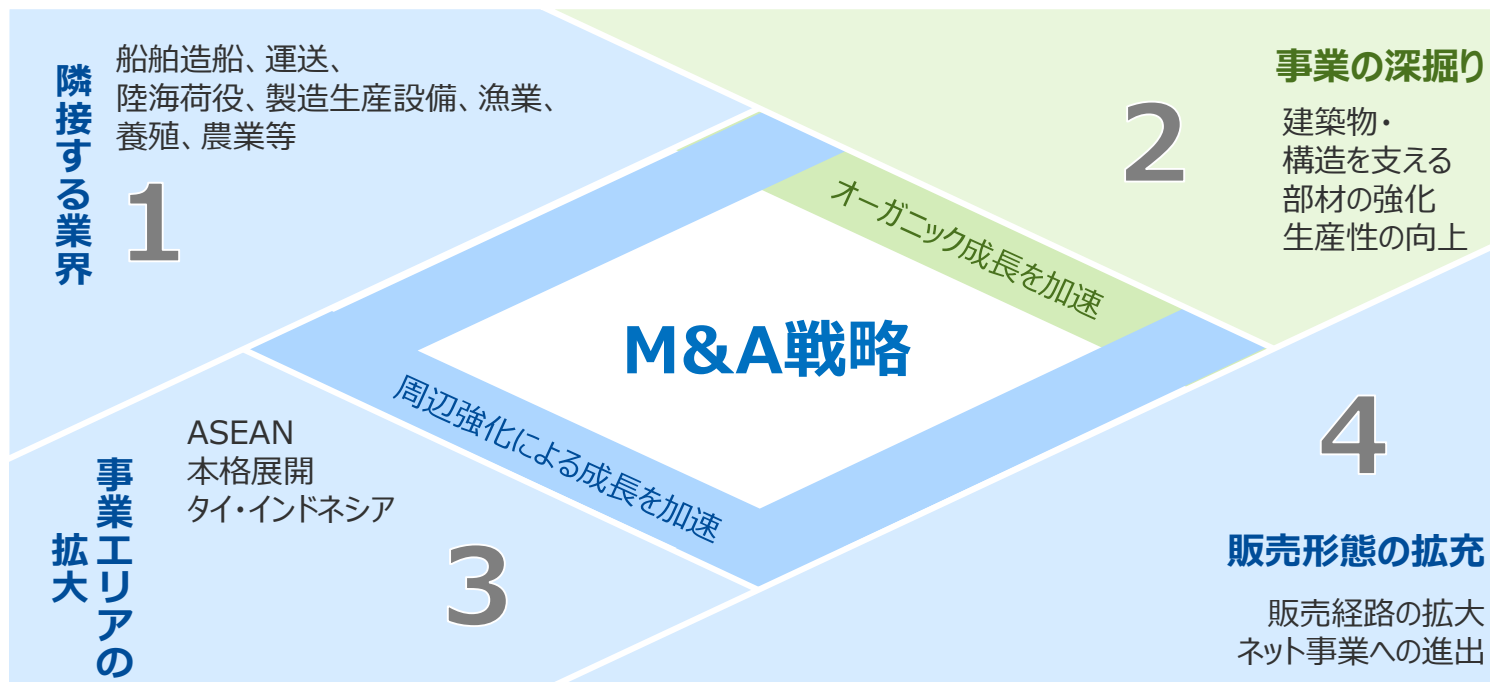 隣接する業界
船舶造船、運送、
陸海荷役、製造生産設備、漁業、
養殖、農業等
1
事業の深掘り
2
建築物・
構造を支える
部材の強化
生産性の向上
オーガニック成長を加速
M&A戦略
周辺強化による成長を加速
事業エリアの
拡大
ASEAN
本格展開
タイ・インドネシア
3
4
販売形態の拡充
販売経路の拡大
ネット事業への進出